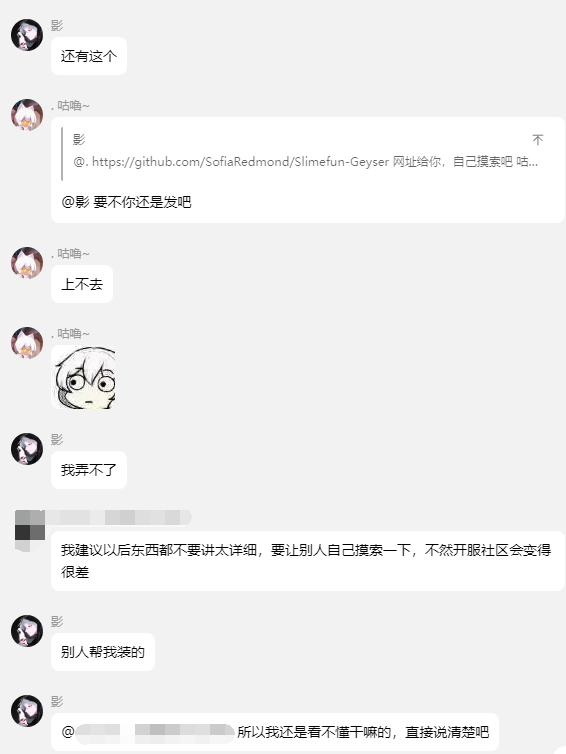 影
还有这个
. 咕噜~
影
@. https://github.com/SofiaRedmond/Slimefun-Geyser 网址给你，自己摸索吧 咕...
@影 要不你还是发吧
. 咕噜~
上不去
. 咕噜~
影
我弄不了
我建议以后东西都不要讲太详细，要让别人自己摸索一下，不然开服社区会变得
很差
影
别人帮我装的
影
@ 所以我还是看不懂干嘛的，直接说清楚吧